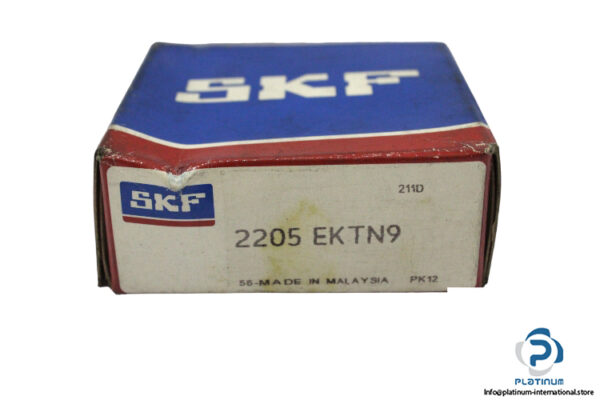 SKF
211D
SKF
2205 EKTN9
56-MADE IN MALAYSIA PK12
PLATINUM
Info@platinum-international.store